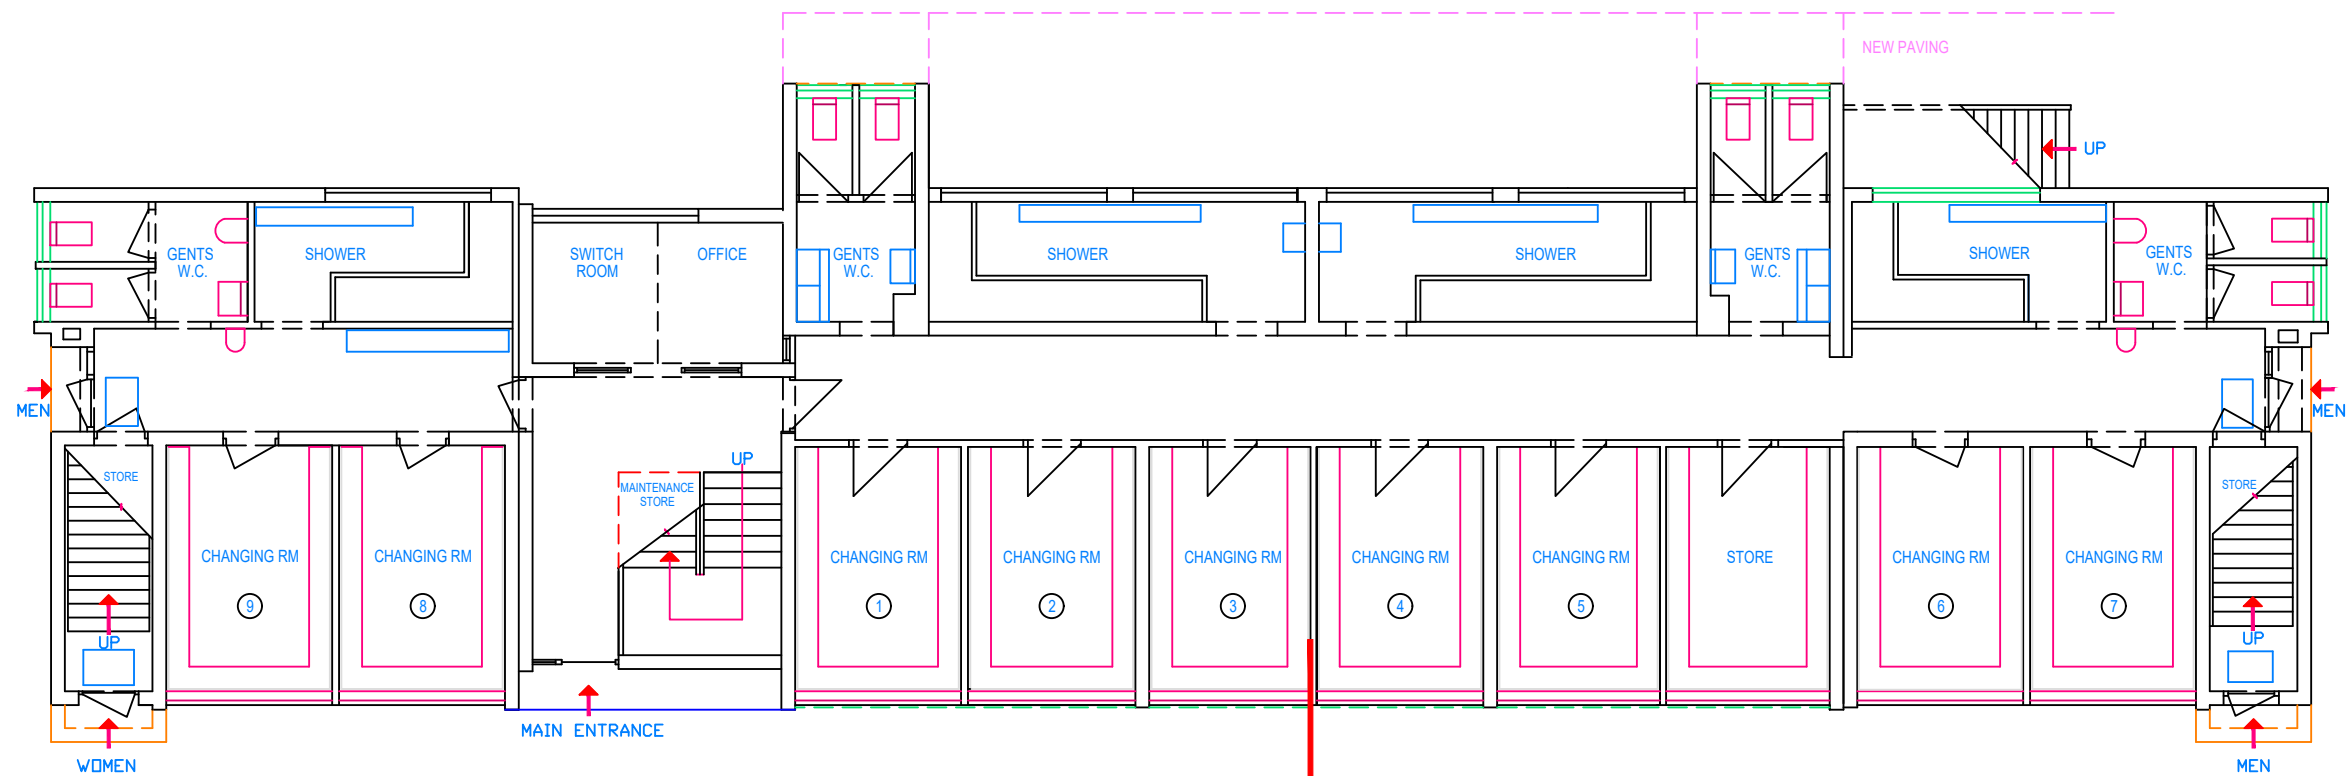 NEW PAVING
UP
GENTS
W.C.
SHOWER
SWITCH
ROOM
OFFICE
GENTS
W.C.
SHOWER
SHOWER
GENTS
W.C.
SHOWER
GENTS
W.C.
MEN
MEN
STORE
UP
MAINTENANCE
STORE
STORE
CHANGING RM
9
CHANGING RM
8
CHANGING RM
1
CHANGING RM
2
CHANGING RM
3
CHANGING RM
4
CHANGING RM
5
STORE
CHANGING RM
6
CHANGING RM
7
UP
UP
MAIN ENTRANCE
WOMEN
MEN